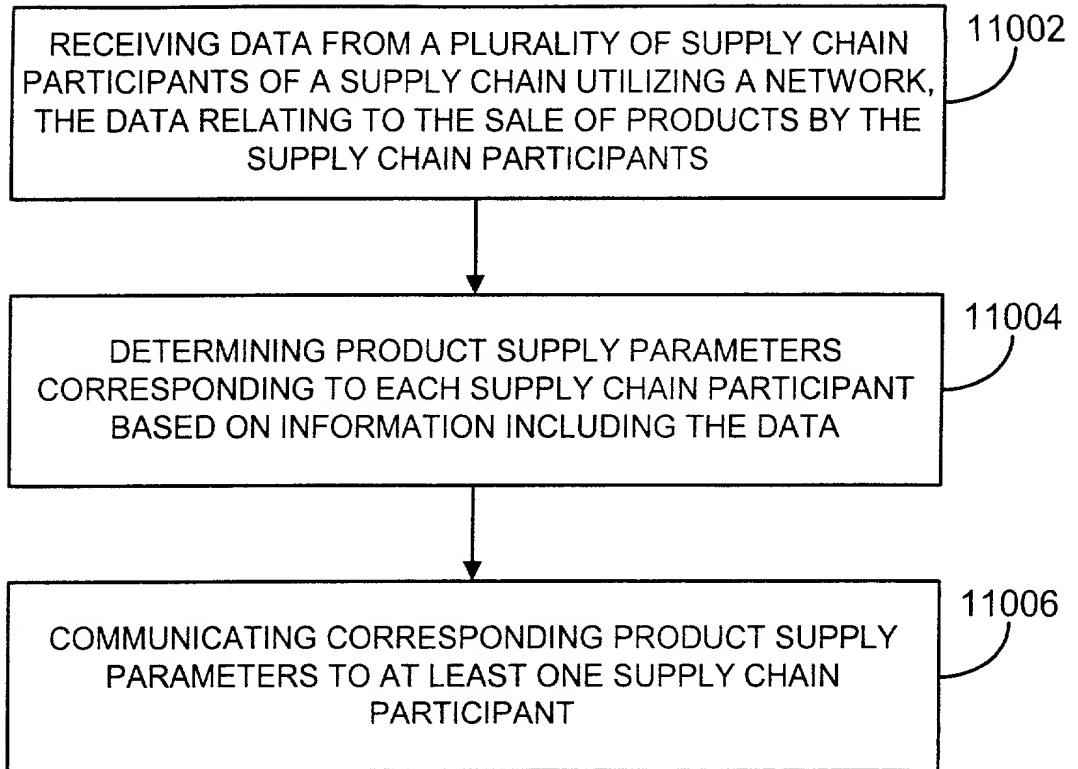 RECEIVING DATA FROM A PLURALITY OF SUPPLY CHAIN
PARTICIPANTS OF A SUPPLY CHAIN UTILIZING A NETWORK,
THE DATA RELATING TO THE SALE OF PRODUCTS BY THE
SUPPLY CHAIN PARTICIPANTS
11002
DETERMINING PRODUCT SUPPLY PARAMETERS
CORRESPONDING TO EACH SUPPLY CHAIN PARTICIPANT
BASED ON INFORMATION INCLUDING THE DATA
11004
COMMUNICATING CORRESPONDING PRODUCT SUPPLY
PARAMETERS TO AT LEAST ONE SUPPLY CHAIN
PARTICIPANT
11006